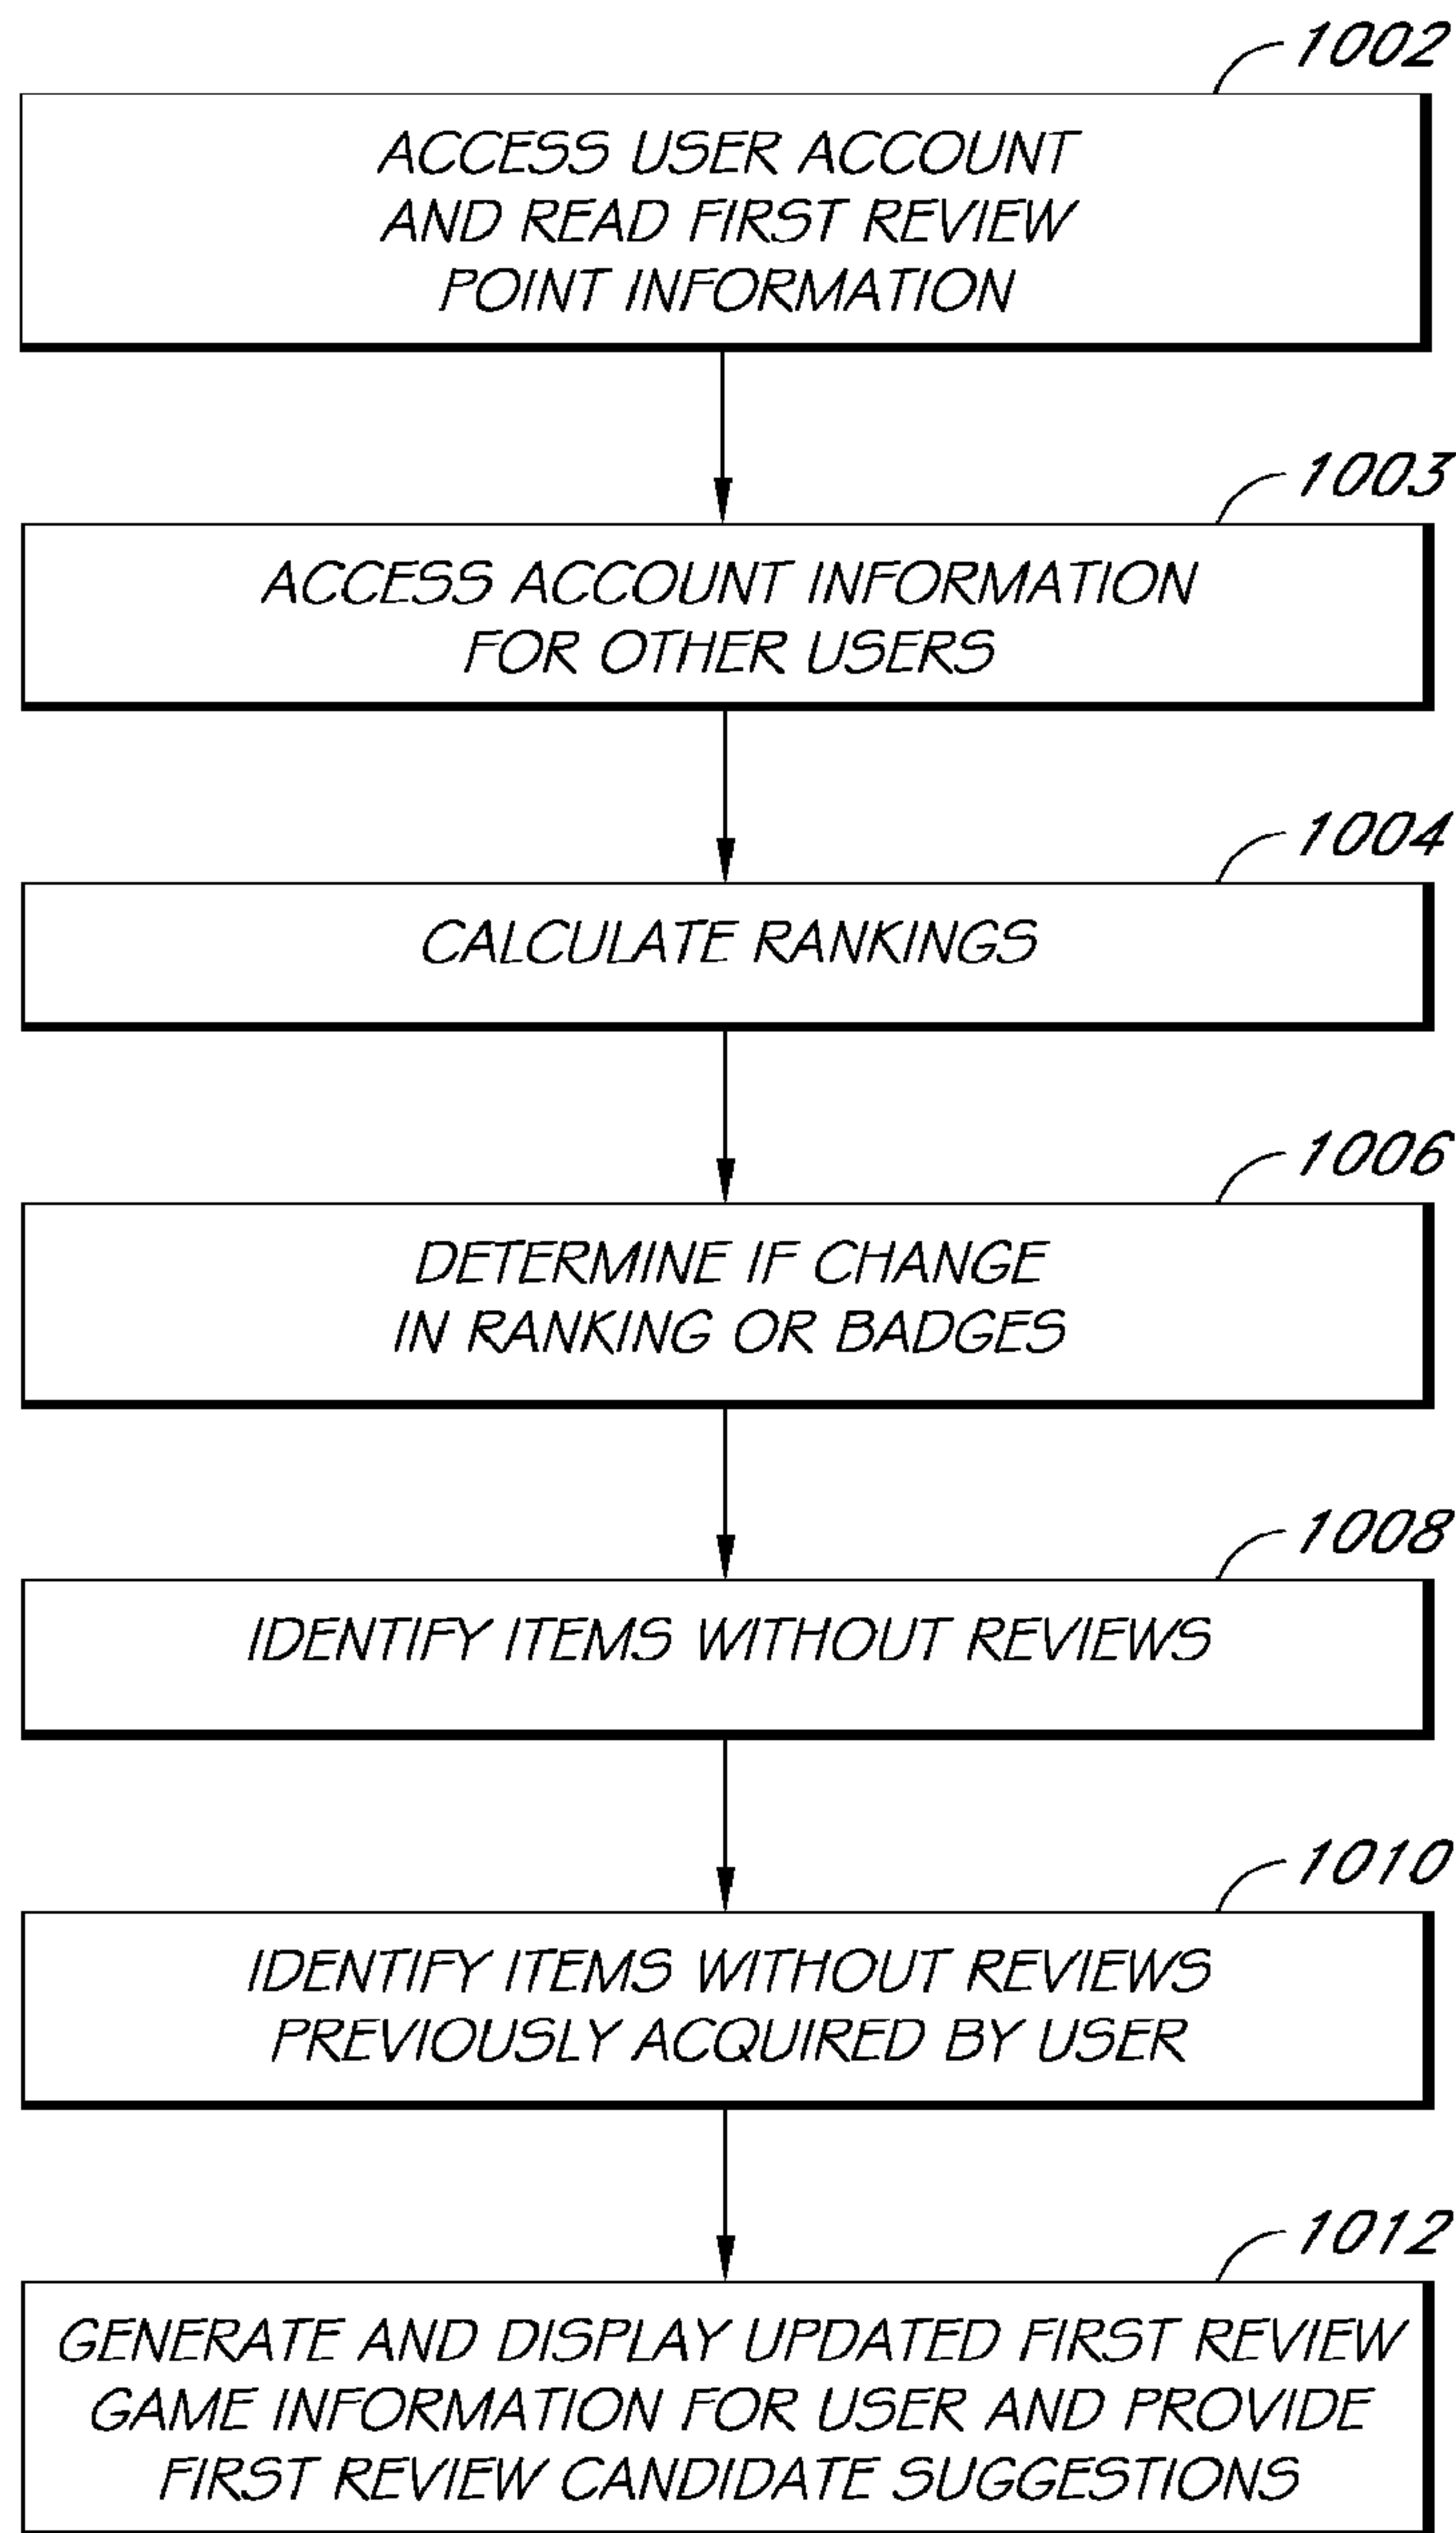 1002
ACCESS USER ACCOUNT
AND READ FIRST REVIEW
POINT INFORMATION
1003
ACCESS ACCOUNT INFORMATION
FOR OTHER USERS
1004
CALCULATE RANKINGS
1006
DETERMINE IF CHANGE
IN RANKING OR BADGES
1008
IDENTIFY ITEMS WITHOUT REVIEWS
1010
IDENTIFY ITEMS WITHOUT REVIEWS
PREVIOUSLY ACQUIRED BY USER
1012
GENERATE AND DISPLAY UPDATED FIRST REVIEW
GAME INFORMATION FOR USER AND PROVIDE
FIRST REVIEW CANDIDATE SUGGESTIONS